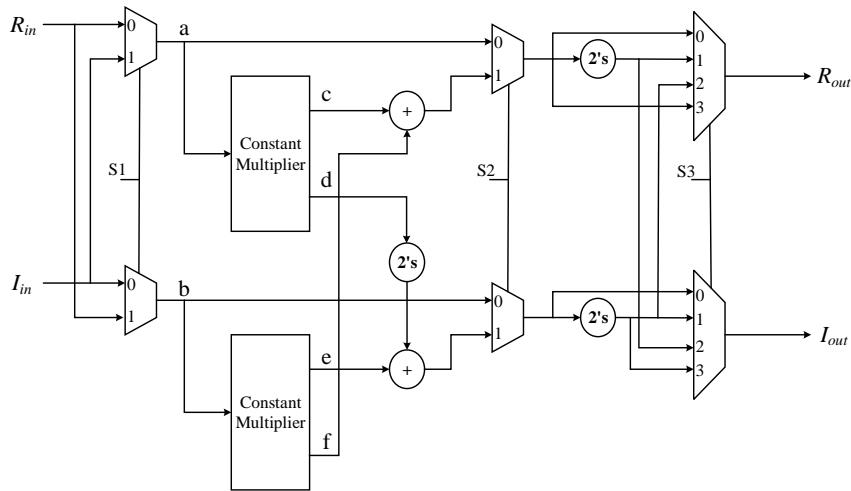 R_in
0
1
a
0
1
0
1
2
3
2's
R_out
c
+
Constant
Multiplier
d
S1
S2
S3
2's
I_in
0
1
b
0
1
2's
0
1
2
3
I_out
e
+
Constant
Multiplier
f